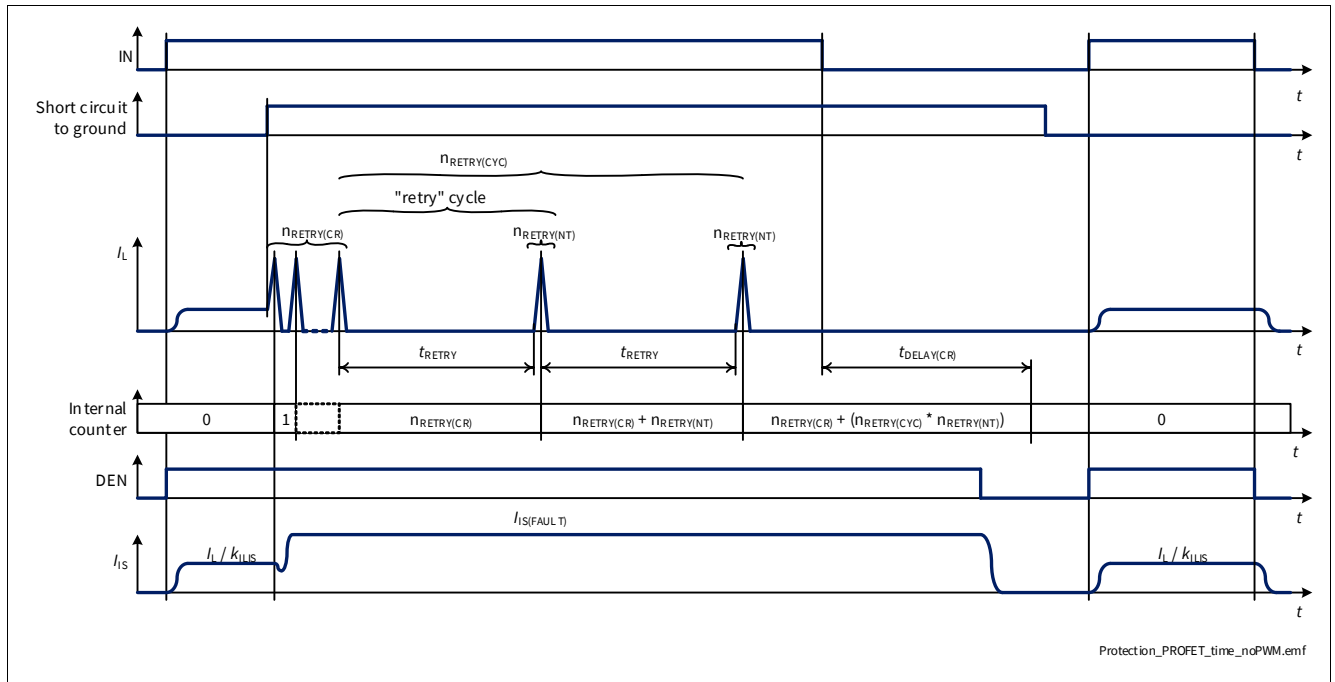 IN
t
Short circuit
to ground
t
nRETRY(CYC)
"retry" cycle
nRETRY(CR)
nRETRY(NT)
nRETRY(NT)
IL
t
tRETRY
tRETRY
tDELAY(CR)
Internal
counter
0
1
nRETRY(CR)
nRETRY(CR) + nRETRY(NT)
nRETRY(CR) + (nRETRY(CYC) * nRETRY(NT))
0
t
DEN
t
IIS(FAULT)
IIS
IL / kILIS
IL / kILIS
t
Protection_PROFET_time_noPWM.emf